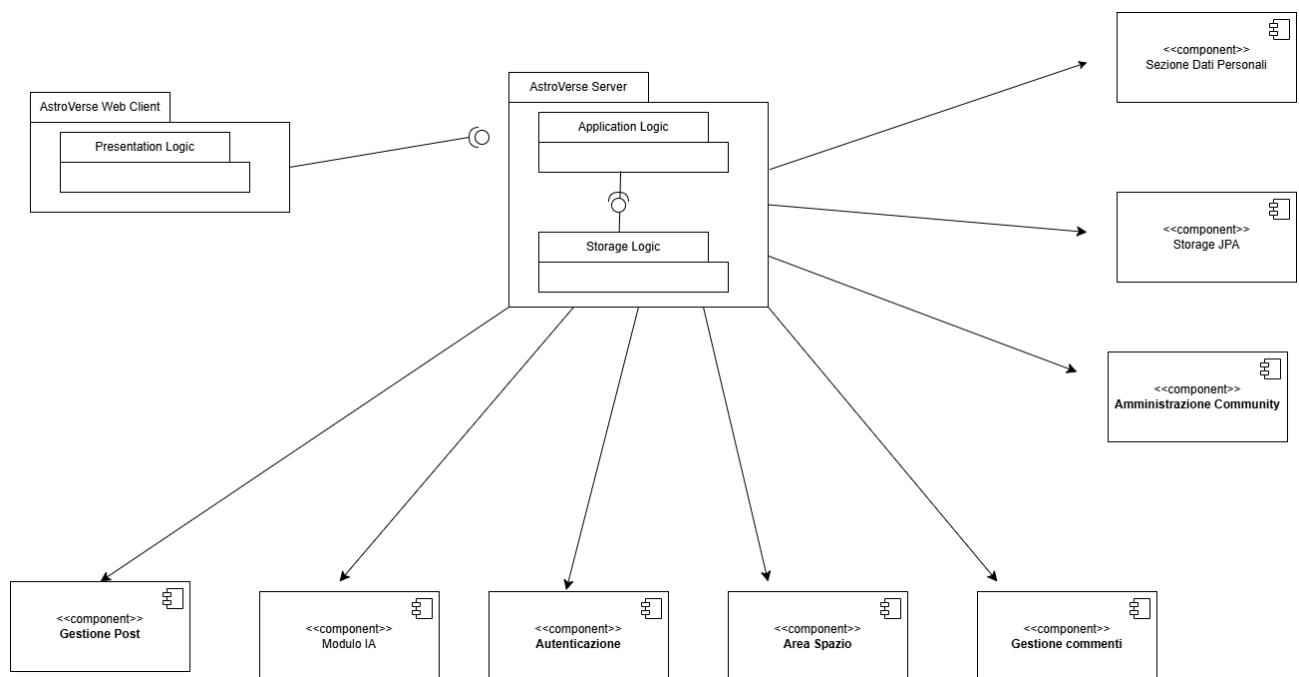 <<component>>
Sezione Dati Personali
AstroVerse Web Client
Presentation Logic
AstroVerse Server
Application Logic
Storage Logic
<<component>>
Storage JPA
<<component>>
Amministrazione Community
<<component>>
Gestione Post
<<component>>
Modulo IA
<<component>>
Autenticazione
<<component>>
Area Spazio
<<component>>
Gestione commenti